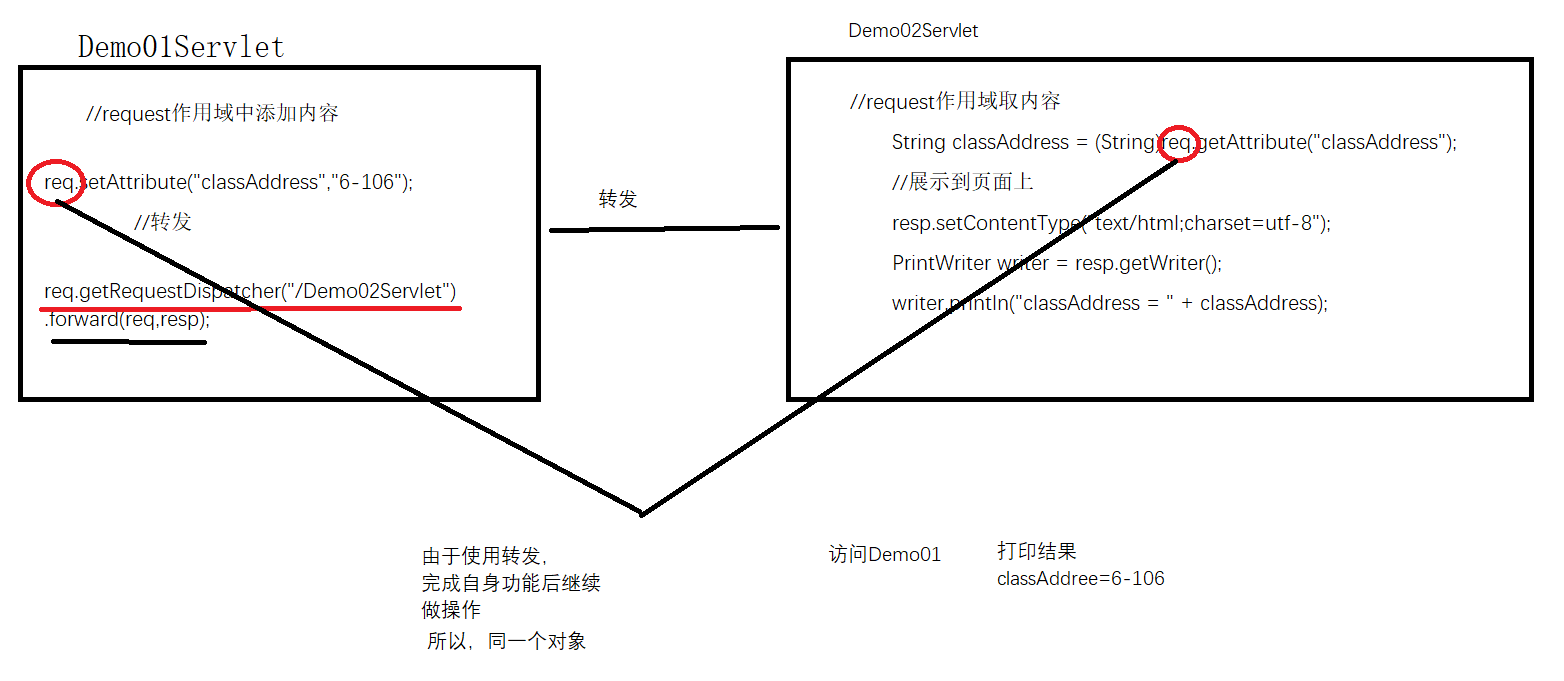 Demo01Servlet
//request作用域中添加内容
req.setAttribute("classAddress","6-106");
//转发
req.getRequestDispatcher("/Demo02Servlet")
.forward(req,resp);
转发
Demo02Servlet
//request作用域取内容
String classAddress = (String)req.getAttribute("classAddress");
//展示到页面上
resp.setContentType("text/html;charset=utf-8");
PrintWriter writer = resp.getWriter();
writer.println("classAddress = " + classAddress);
由于使用转发，
完成自身功能后继续
做操作
所以，同一个对象
访问Demo01
打印结果
classAddree=6-106